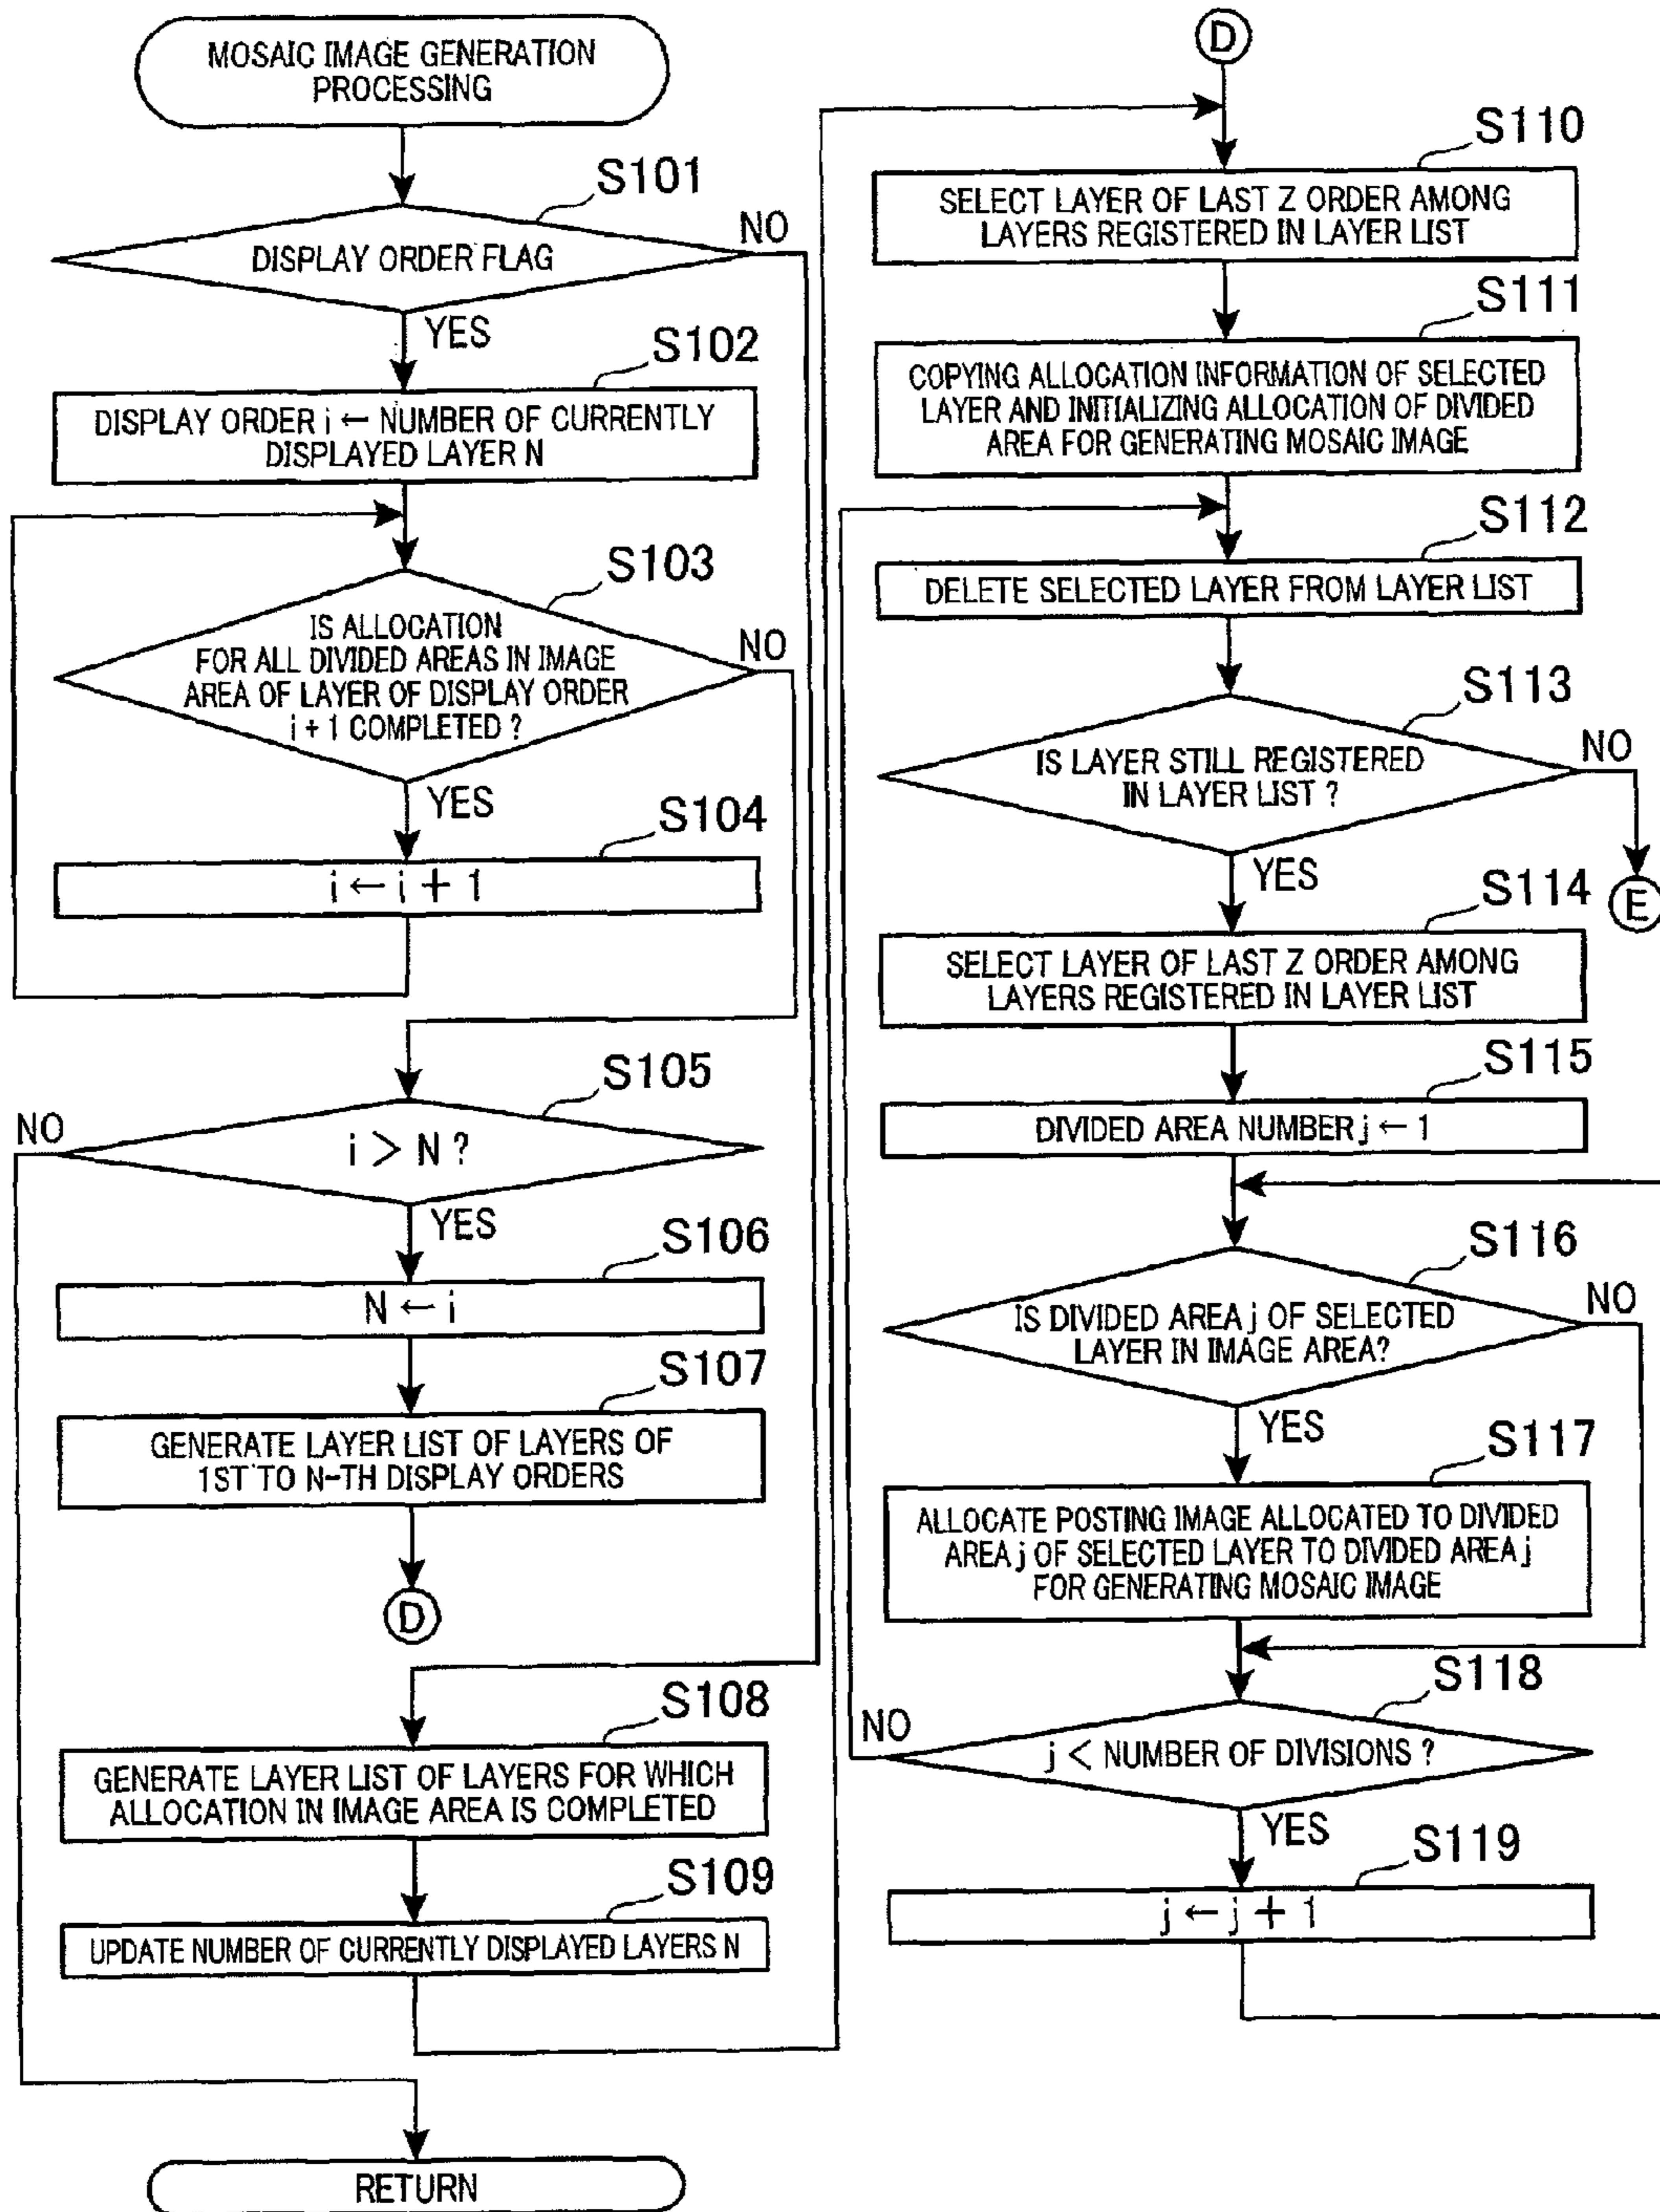 MOSAIC IMAGE GENERATION
PROCESSING
S101
DISPLAY ORDER FLAG
NO
YES
S102
DISPLAY ORDER i ← NUMBER OF CURRENTLY
DISPLAYED LAYER N
S103
IS ALLOCATION
FOR ALL DIVIDED AREAS IN IMAGE
AREA OF LAYER OF DISPLAY ORDER
i + 1 COMPLETED ?
NO
YES
S104
i ← i + 1
S105
NO
i > N ?
YES
S106
N ← i
S107
GENERATE LAYER LIST OF LAYERS OF
1ST TO N-TH DISPLAY ORDERS
D
S108
GENERATE LAYER LIST OF LAYERS FOR WHICH
ALLOCATION IN IMAGE AREA IS COMPLETED
S109
UPDATE NUMBER OF CURRENTLY DISPLAYED LAYERS N
RETURN
D
S110
SELECT LAYER OF LAST Z ORDER AMONG
LAYERS REGISTERED IN LAYER LIST
S111
COPYING ALLOCATION INFORMATION OF SELECTED
LAYER AND INITIALIZING ALLOCATION OF DIVIDED
AREA FOR GENERATING MOSAIC IMAGE
S112
DELETE SELECTED LAYER FROM LAYER LIST
S113
IS LAYER STILL REGISTERED
IN LAYER LIST ?
NO
YES
E
S114
SELECT LAYER OF LAST Z ORDER AMONG
LAYERS REGISTERED IN LAYER LIST
S115
DIVIDED AREA NUMBER j ← 1
S116
IS DIVIDED AREA j OF SELECTED
LAYER IN IMAGE AREA?
NO
YES
S117
ALLOCATE POSTING IMAGE ALLOCATED TO DIVIDED
AREA j OF SELECTED LAYER TO DIVIDED AREA j
FOR GENERATING MOSAIC IMAGE
S118
NO
j < NUMBER OF DIVISIONS ?
YES
S119
j ← j + 1